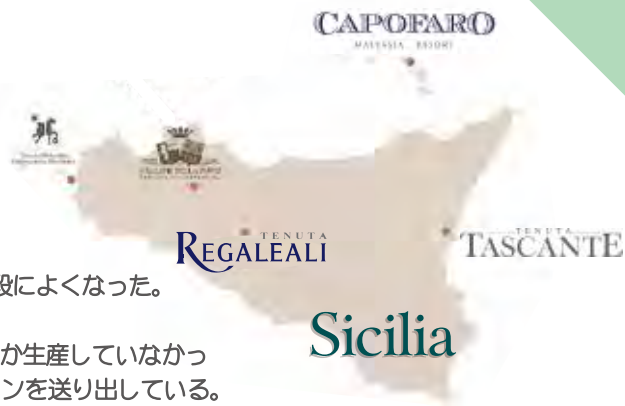 CAPOFARO
MALVASIA RESORT
TENUTA
REGALEALI
TENUTA
TASCANTE
段によくなった。
Sicilia
か生産していなかっ
ンを送り出している。